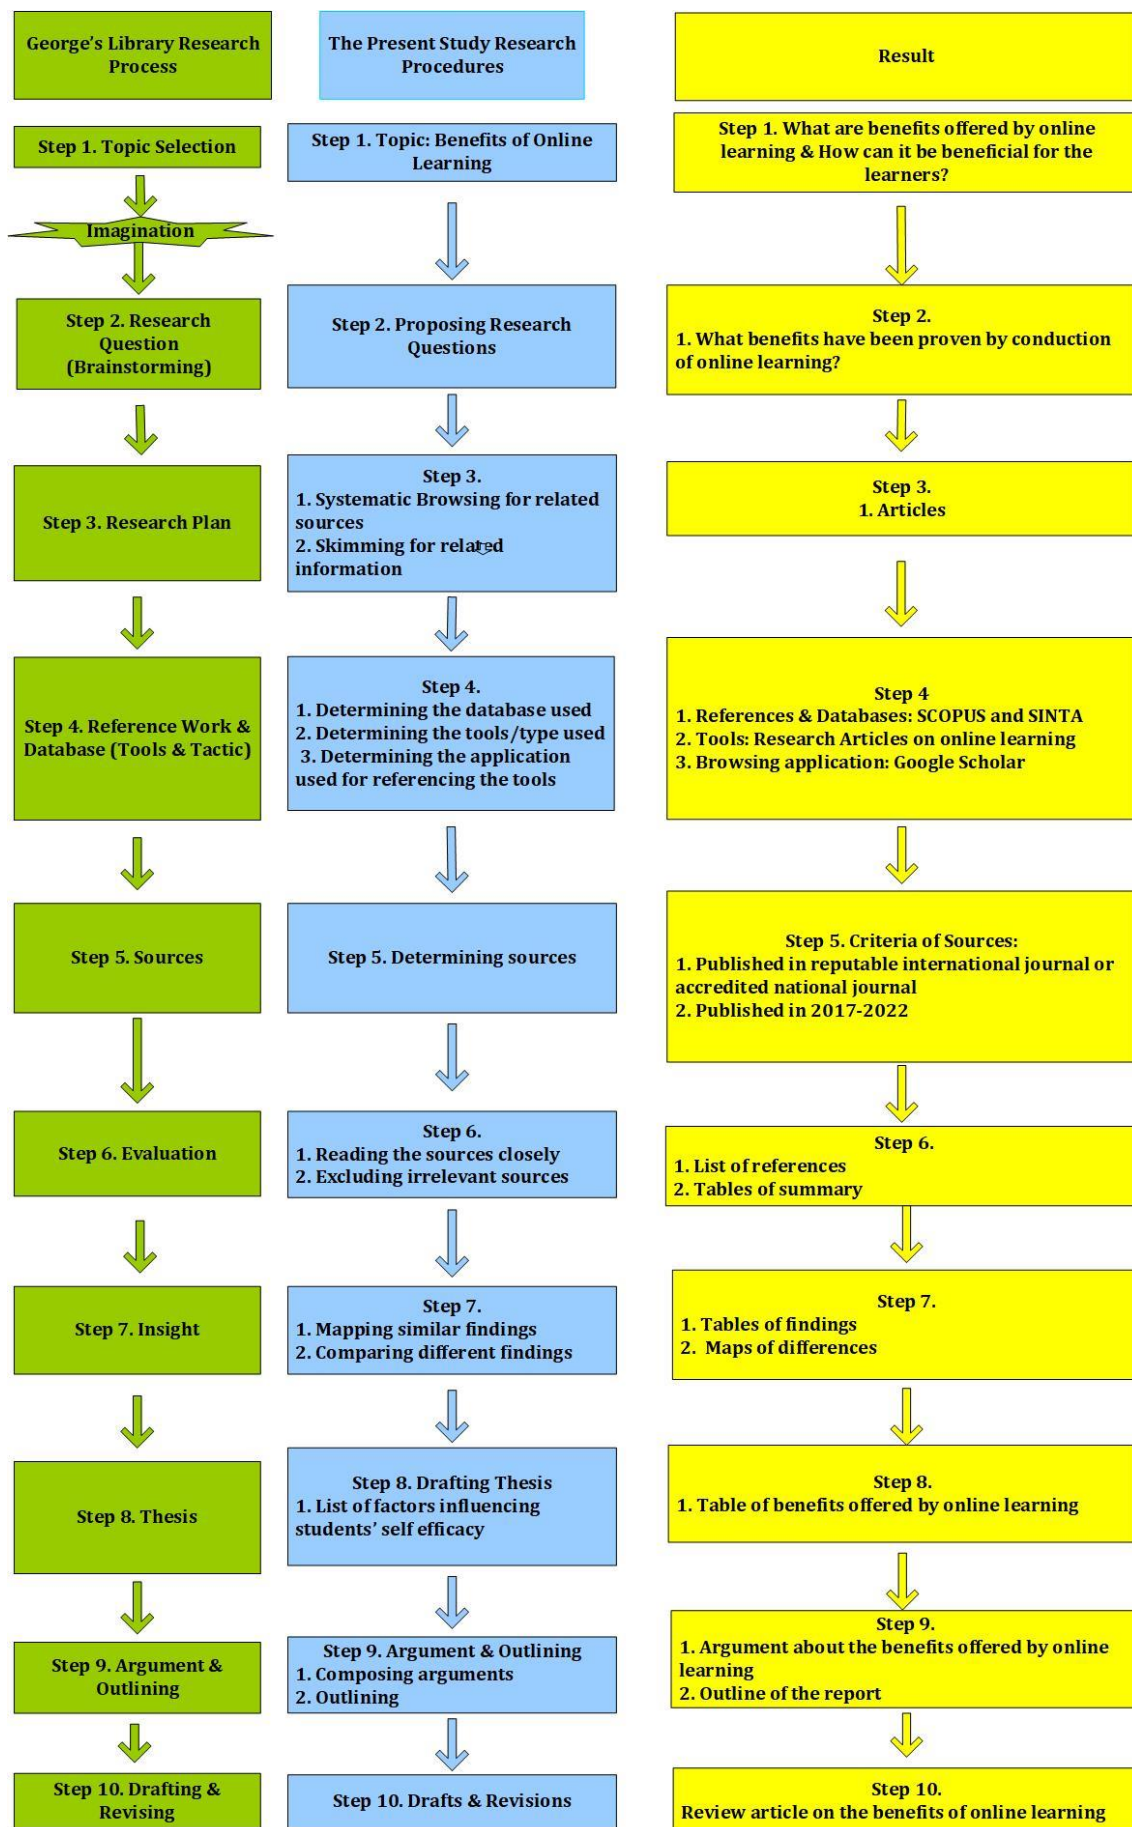 George's Library Research
Process
Step 1. Topic Selection
Imagination
Step 2. Research
Question
(Brainstorming)
Step 3. Research Plan
Step 4. Reference Work &
Database (Tools & Tactic)
Step 5. Sources
Step 6. Evaluation
Step 7. Insight
Step 8. Thesis
Step 9. Argument &
Outlining
Step 10. Drafting &
Revising
The Present Study Research
Procedures
Step 1. Topic: Benefits of Online
Learning
Step 2. Proposing Research
Questions
Step 3.
1. Systematic Browsing for related
sources
2. Skimming for related
information
Step 4.
1. Determining the database used
2. Determining the tools/type used
3. Determining the application
used for referencing the tools
Step 5. Determining sources
Step 6.
1. Reading the sources closely
2. Excluding irrelevant sources
Step 7.
1. Mapping similar findings
2. Comparing different findings
Step 8. Drafting Thesis
1. List of factors influencing
students' self efficacy
Step 9. Argument & Outlining
1. Composing arguments
2. Outlining
Step 10. Drafts & Revisions
Result
Step 1. What are benefits offered by online
learning & How can it be beneficial for the
learners?
Step 2.
1. What benefits have been proven by conduction
of online learning?
Step 3.
1. Articles
Step 4
1. References & Databases: SCOPUS and SINTA
2. Tools: Research Articles on online learning
3. Browsing application: Google Scholar
Step 5. Criteria of Sources:
1. Published in reputable international journal or
accredited national journal
2. Published in 2017-2022
Step 6.
1. List of references
2. Tables of summary
Step 7.
1. Tables of findings
2. Maps of differences
Step 8.
1. Table of benefits offered by online learning
Step 9.
1. Argument about the benefits offered by online
learning
2. Outline of the report
Step 10.
Review article on the benefits of online learning